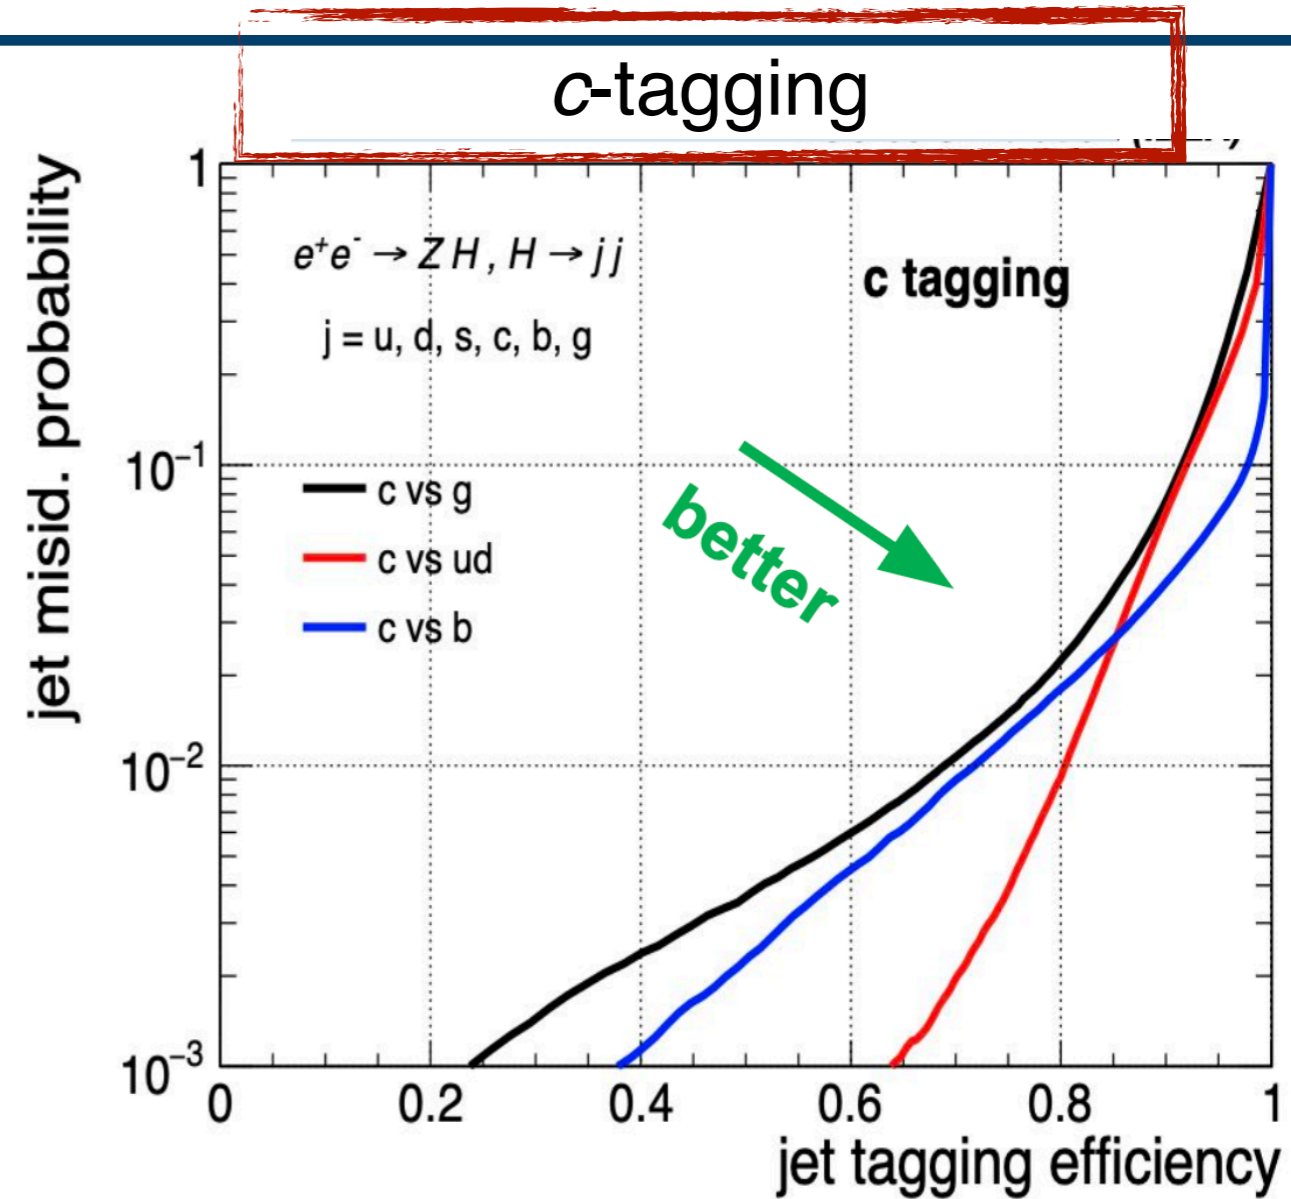 c-tagging
e⁺e⁻ → Z H , H → j j
j = u, d, s, c, b, g
c tagging
c vs g
c vs ud
c vs b
better
jet misid. probability
1
10⁻¹
10⁻²
10⁻³
0 0.2 0.4 0.6 0.8 1
jet tagging efficiency